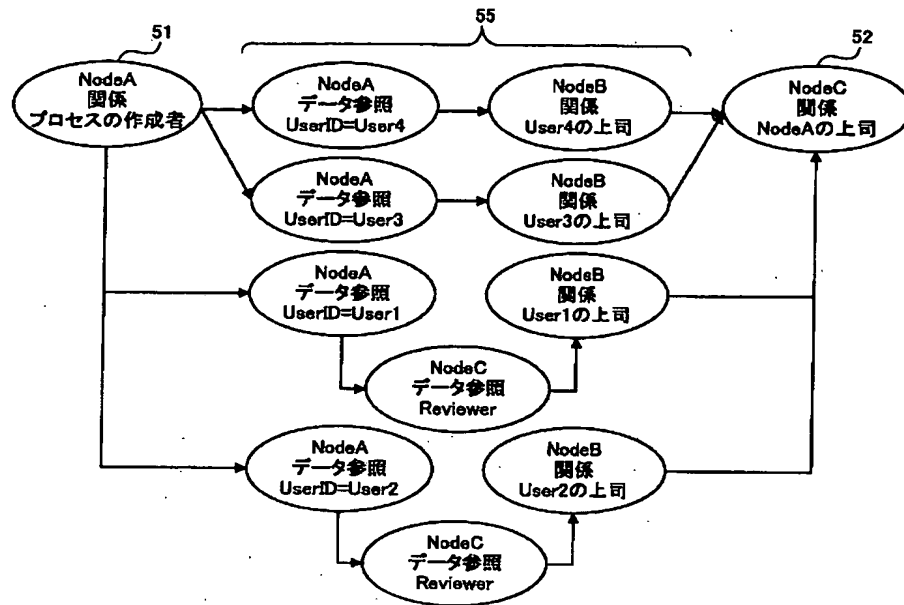 51
55
52
NodeA
関係
プロセスの作成者
NodeA
データ参照
UserID=User4
NodeB
関係
User4の上司
NodeC
関係
NodeAの上司
NodeA
データ参照
UserID=User3
NodeB
関係
User3の上司
NodeA
データ参照
UserID=User1
NodeB
関係
User1の上司
NodeC
データ参照
Reviewer
NodeA
データ参照
UserID=User2
NodeB
関係
User2の上司
NodeC
データ参照
Reviewer